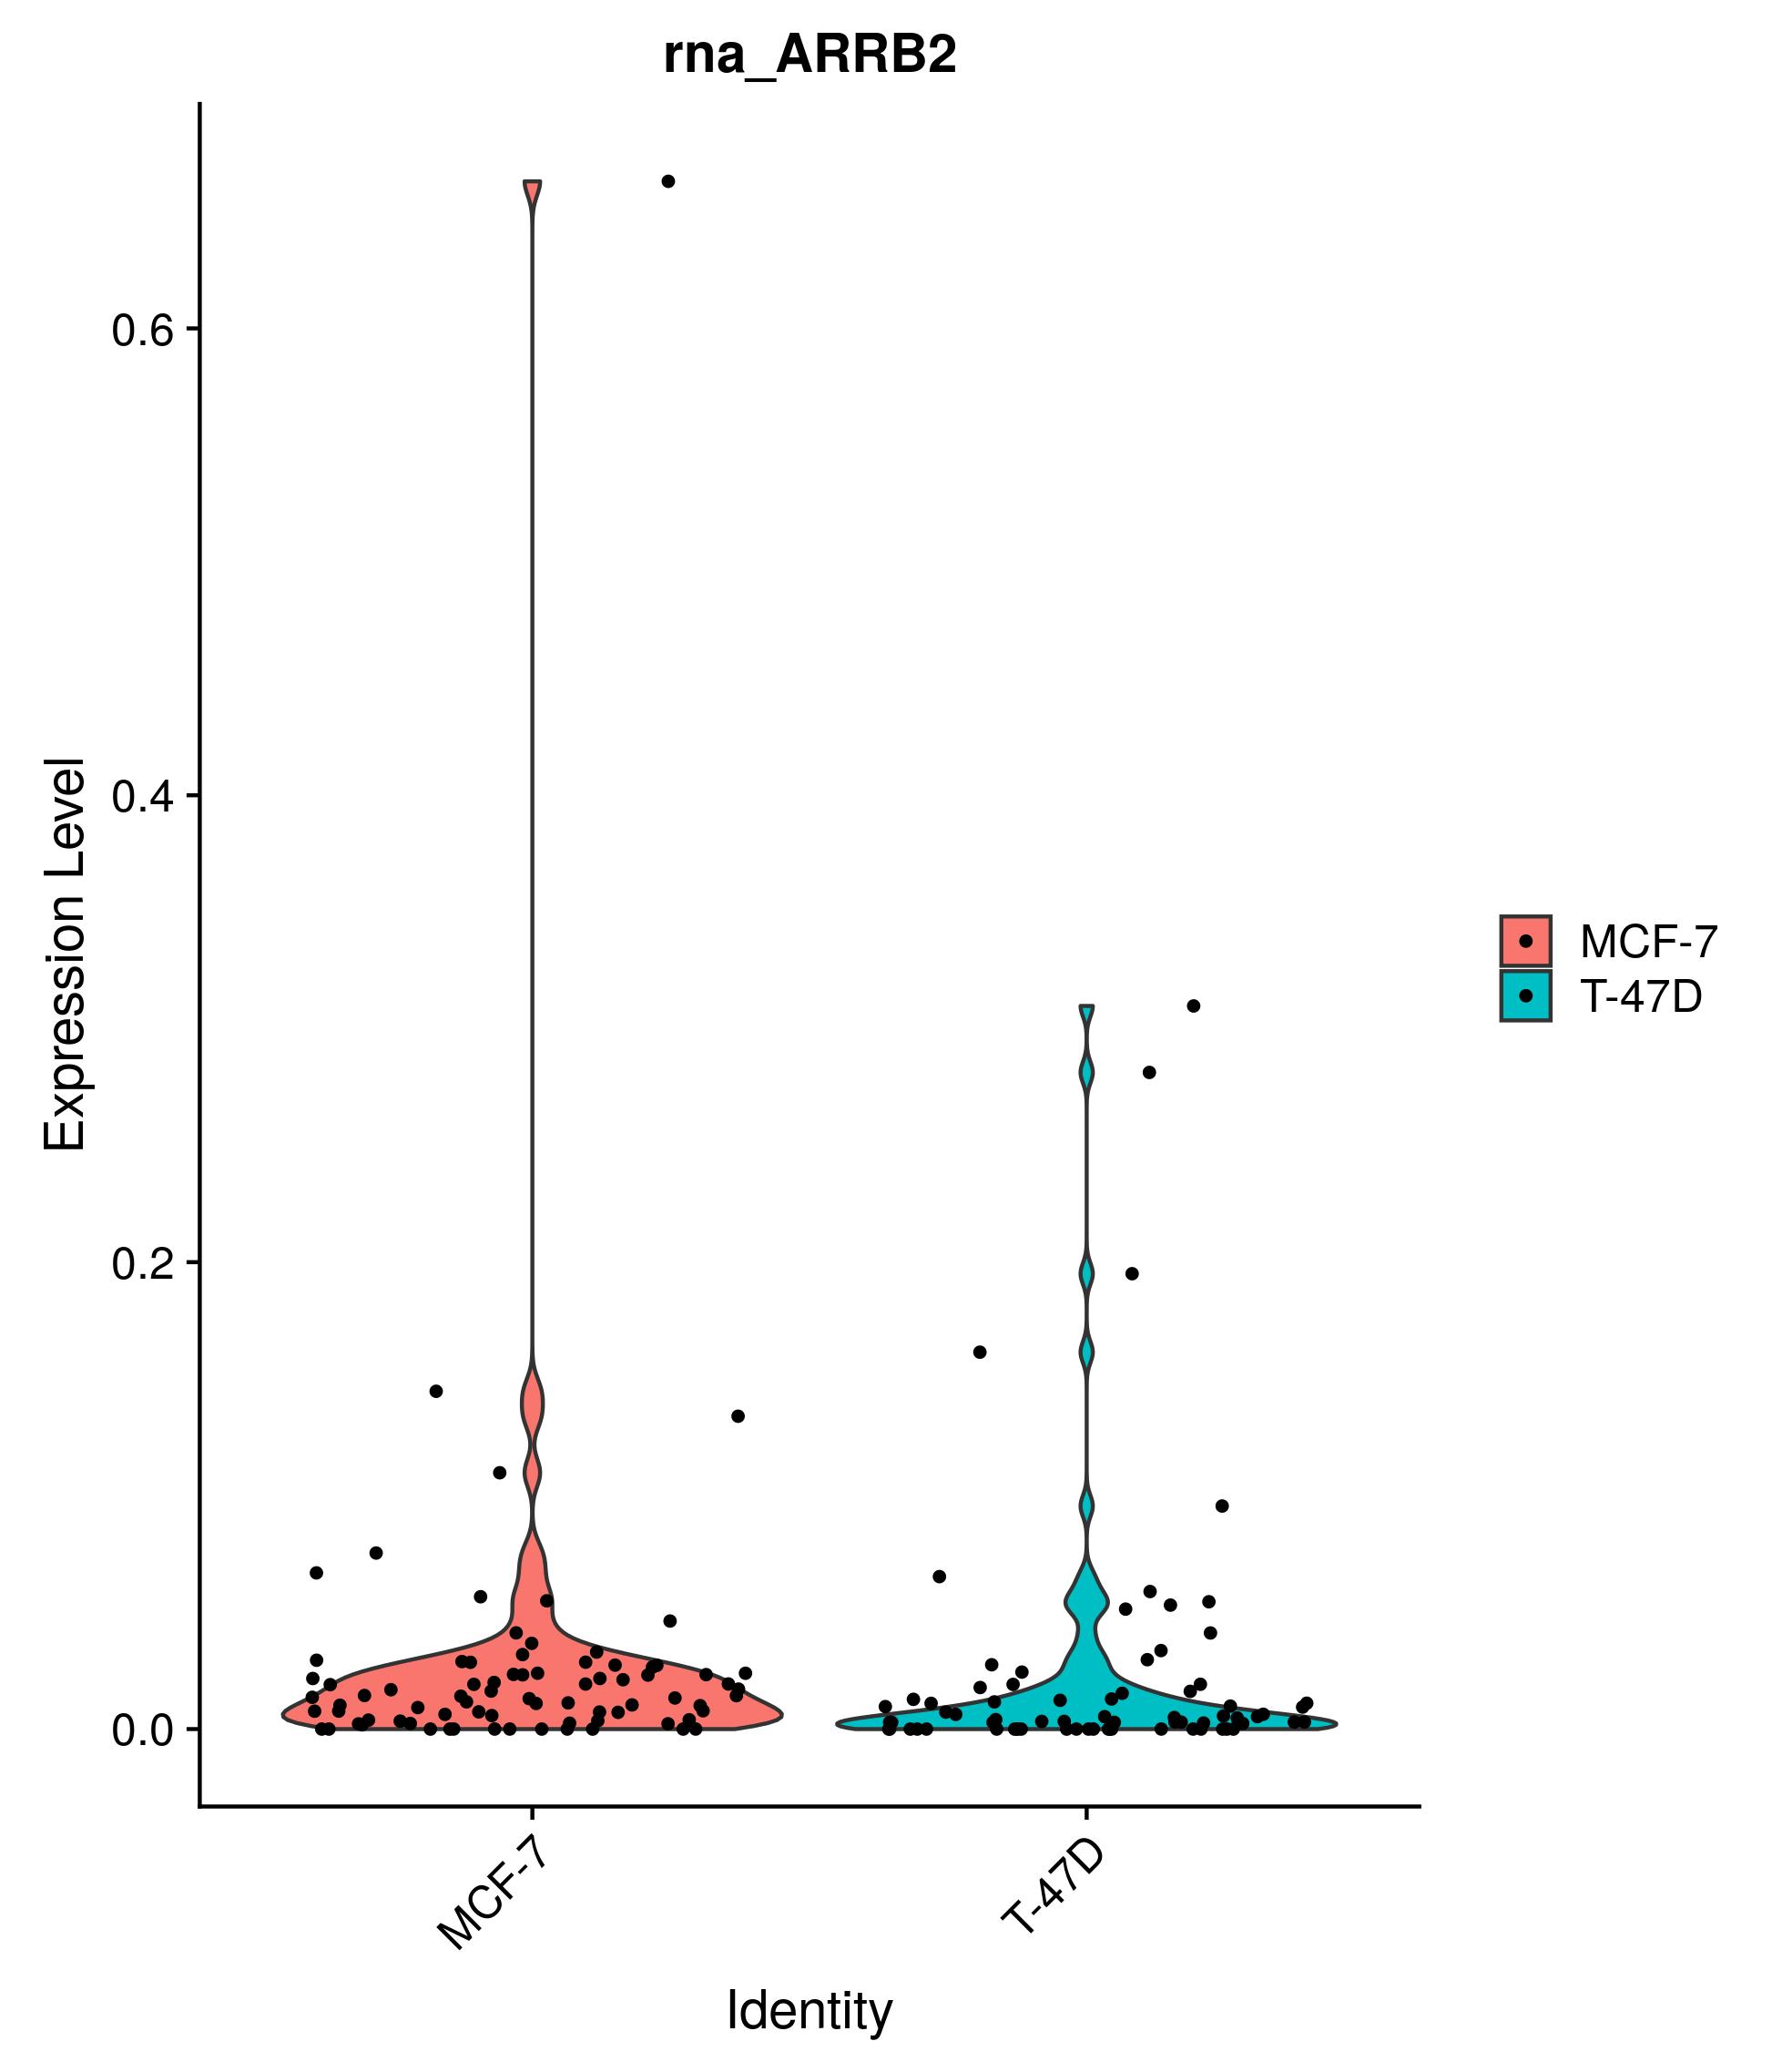 rna_ARRB2
Expression Level
0.6
0.4
0.2
0.0
MCF-7
T-47D
Identity
MCF-7
T-47D